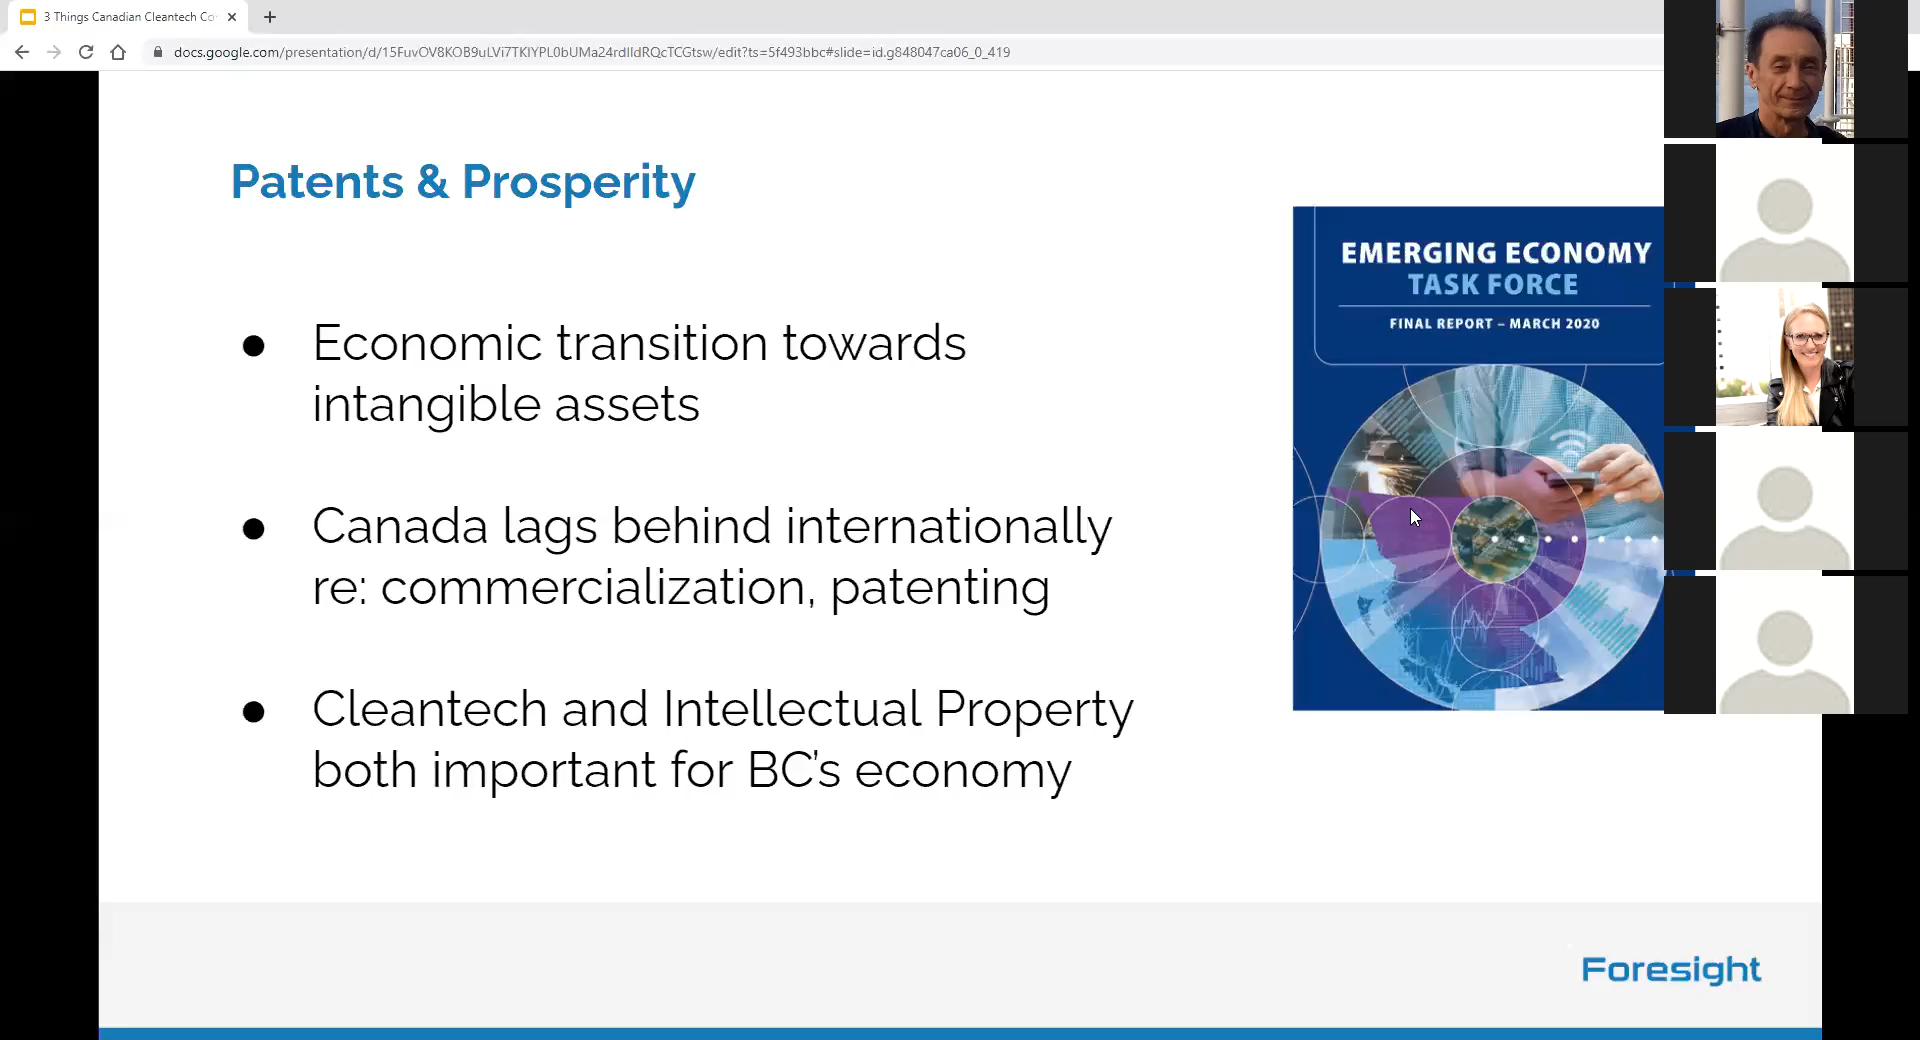 3 Things Canadian Cleantech Co
docs.google.com/presentation/d/15FuvOV8KOB9uLVi7TKIYPL0bUMa24rdIldRQcTCGtsw/edit?ts=5f493bbc#slide=id.g848047ca06_0_419
Patents & Prosperity
● Economic transition towards
intangible assets
● Canada lags behind internationally
re: commercialization, patenting
● Cleantech and Intellectual Property
both important for BC’s economy
EMERGING ECONOMY
TASK FORCE
FINAL REPORT – MARCH 2020
Foresight